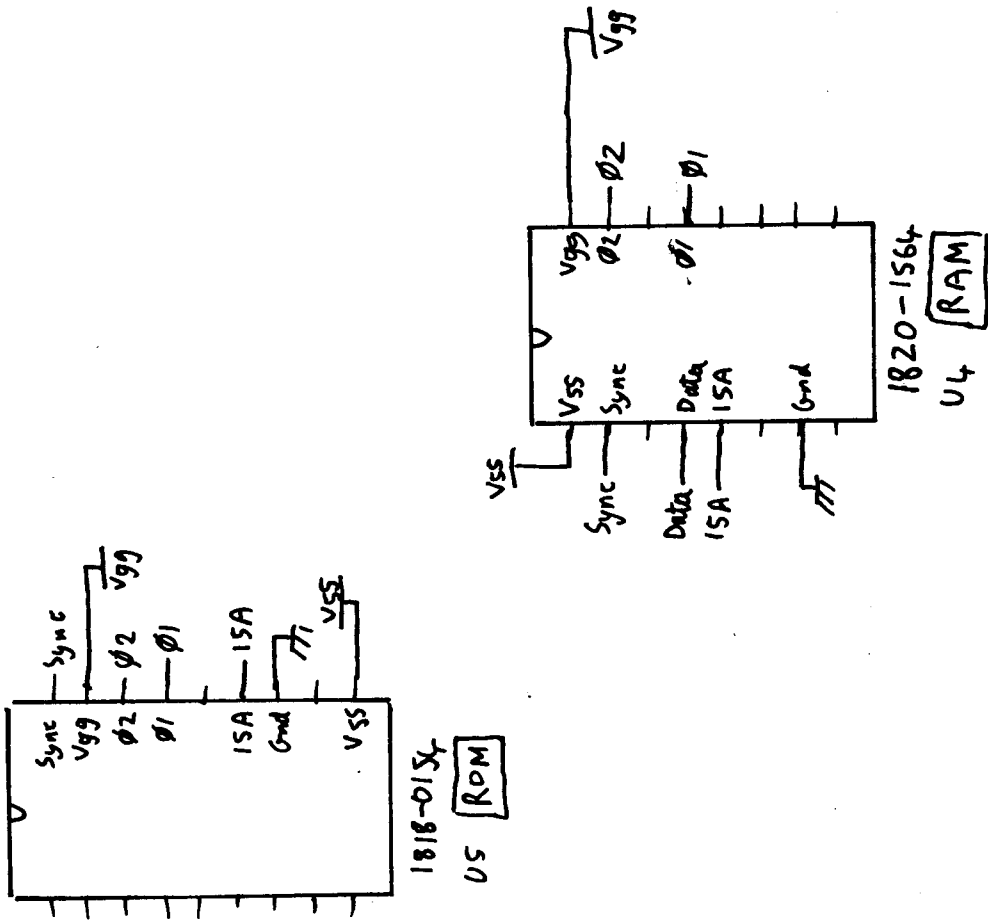 Sync Sync
Vgg
Vgg
Ø2 Ø2
Ø1 Ø1
ISA ISA
Gnd
Vss
Vss
1818-0154
U5 ROM
Vss
Vss Vgg
Vgg
Sync Sync Ø2 Ø2
Data Data Ø1 Ø1
ISA ISA
Gnd
1820-1564
U4 RAM